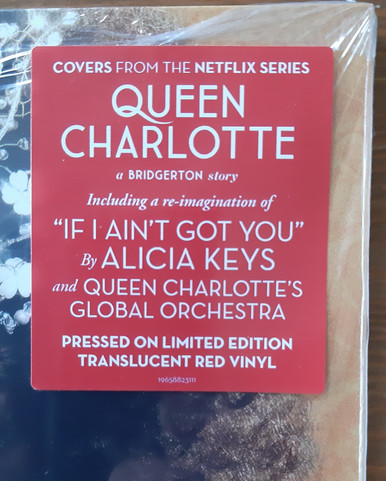 COVERS FROM THE NETFLIX SERIES
QUEEN
CHARLOTTE
a BRIDGERTON story
Including a re-imagination of
"IF I AIN'T GOT YOU"
By ALICIA KEYS
and QUEEN CHARLOTTE'S
GLOBAL ORCHESTRA
PRESSED ON LIMITED EDITION
TRANSLUCENT RED VINYL
19658823111